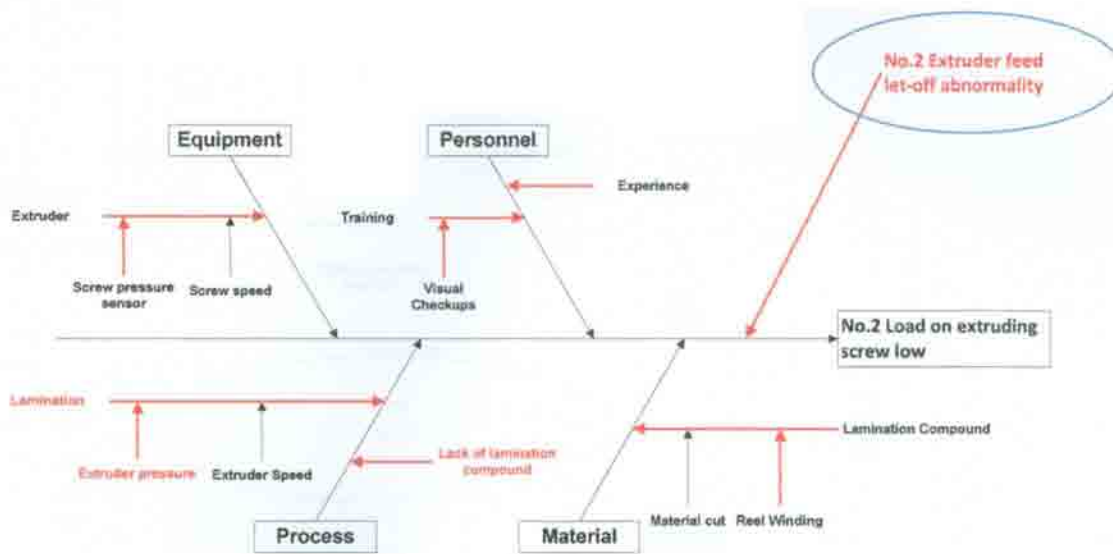 No.2 Extruder feed
let-off abnormality
Equipment
Personnel
Experience
Extruder
Training
Screw pressure
sensor
Screw speed
Visual
Checkups
No.2 Load on extruding
screw low
Lamination
Lamination Compound
Extruder pressure
Extruder Speed
Lack of lamination
compound
Material cut
Reel Winding
Process
Material